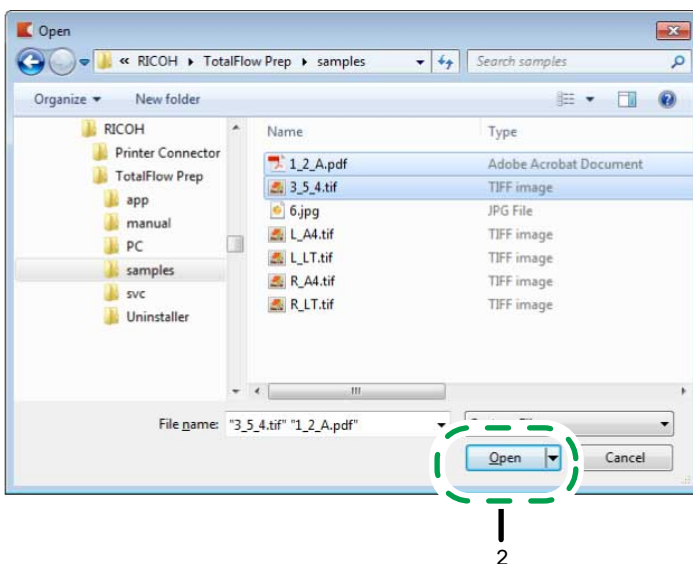 Open
« RICOH ▸ TotalFlow Prep ▸ samples
Search samples
Organize ▾ New folder
RICOH
Printer Connector
TotalFlow Prep
app
manual
PC
samples
svc
Uninstaller
Name Type
1_2_A.pdf Adobe Acrobat Document
3_5_4.tif TIFF image
6.jpg JPG File
L_A4.tif TIFF image
L_LT.tif TIFF image
R_A4.tif TIFF image
R_LT.tif TIFF image
File name: "3_5_4.tif" "1_2_A.pdf"
Open Cancel
2